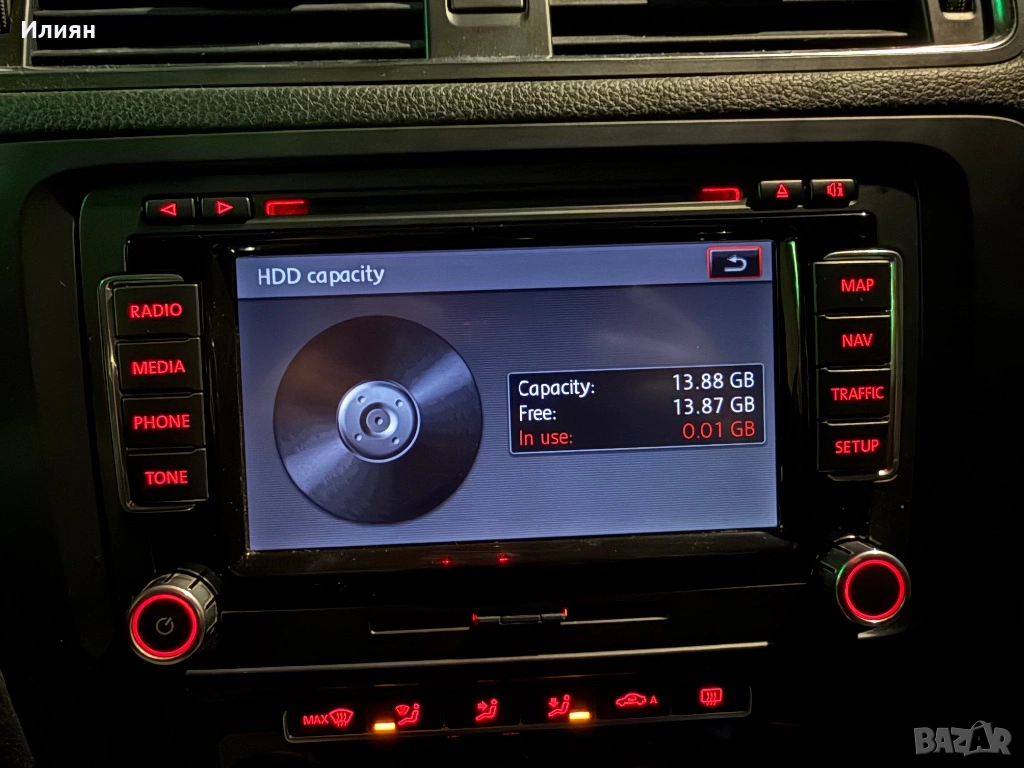 Илиян
HDD capacity
RADIO
MEDIA
PHONE
TONE
Capacity: 13.88 GB
Free: 13.87 GB
In use: 0.01 GB
MAP
NAV
TRAFFIC
SETUP
MAX
A
BAZAR